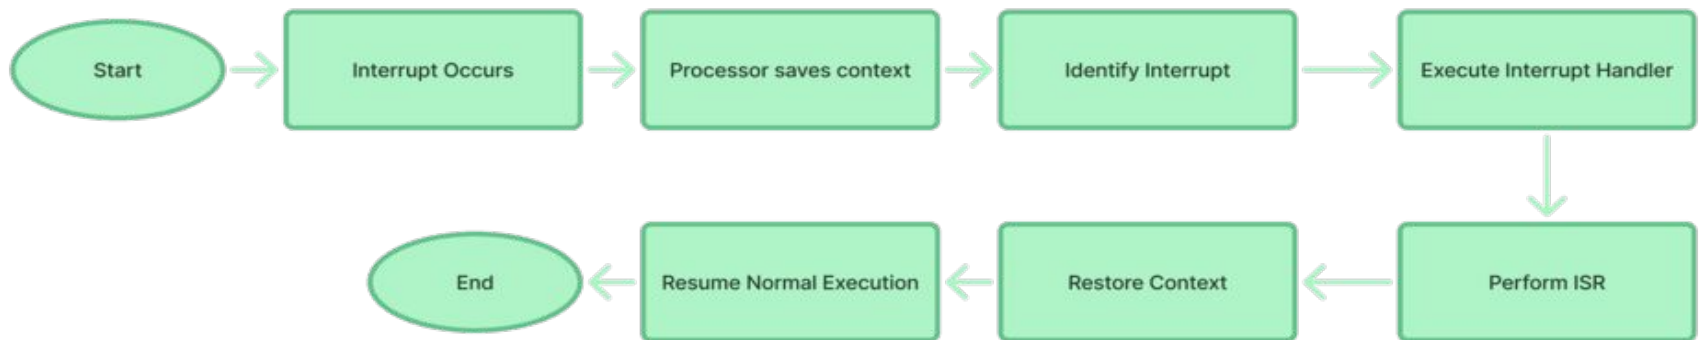 Start
Interrupt Occurs
Processor saves context
Identify Interrupt
Execute Interrupt Handler
Perform ISR
Restore Context
Resume Normal Execution
End